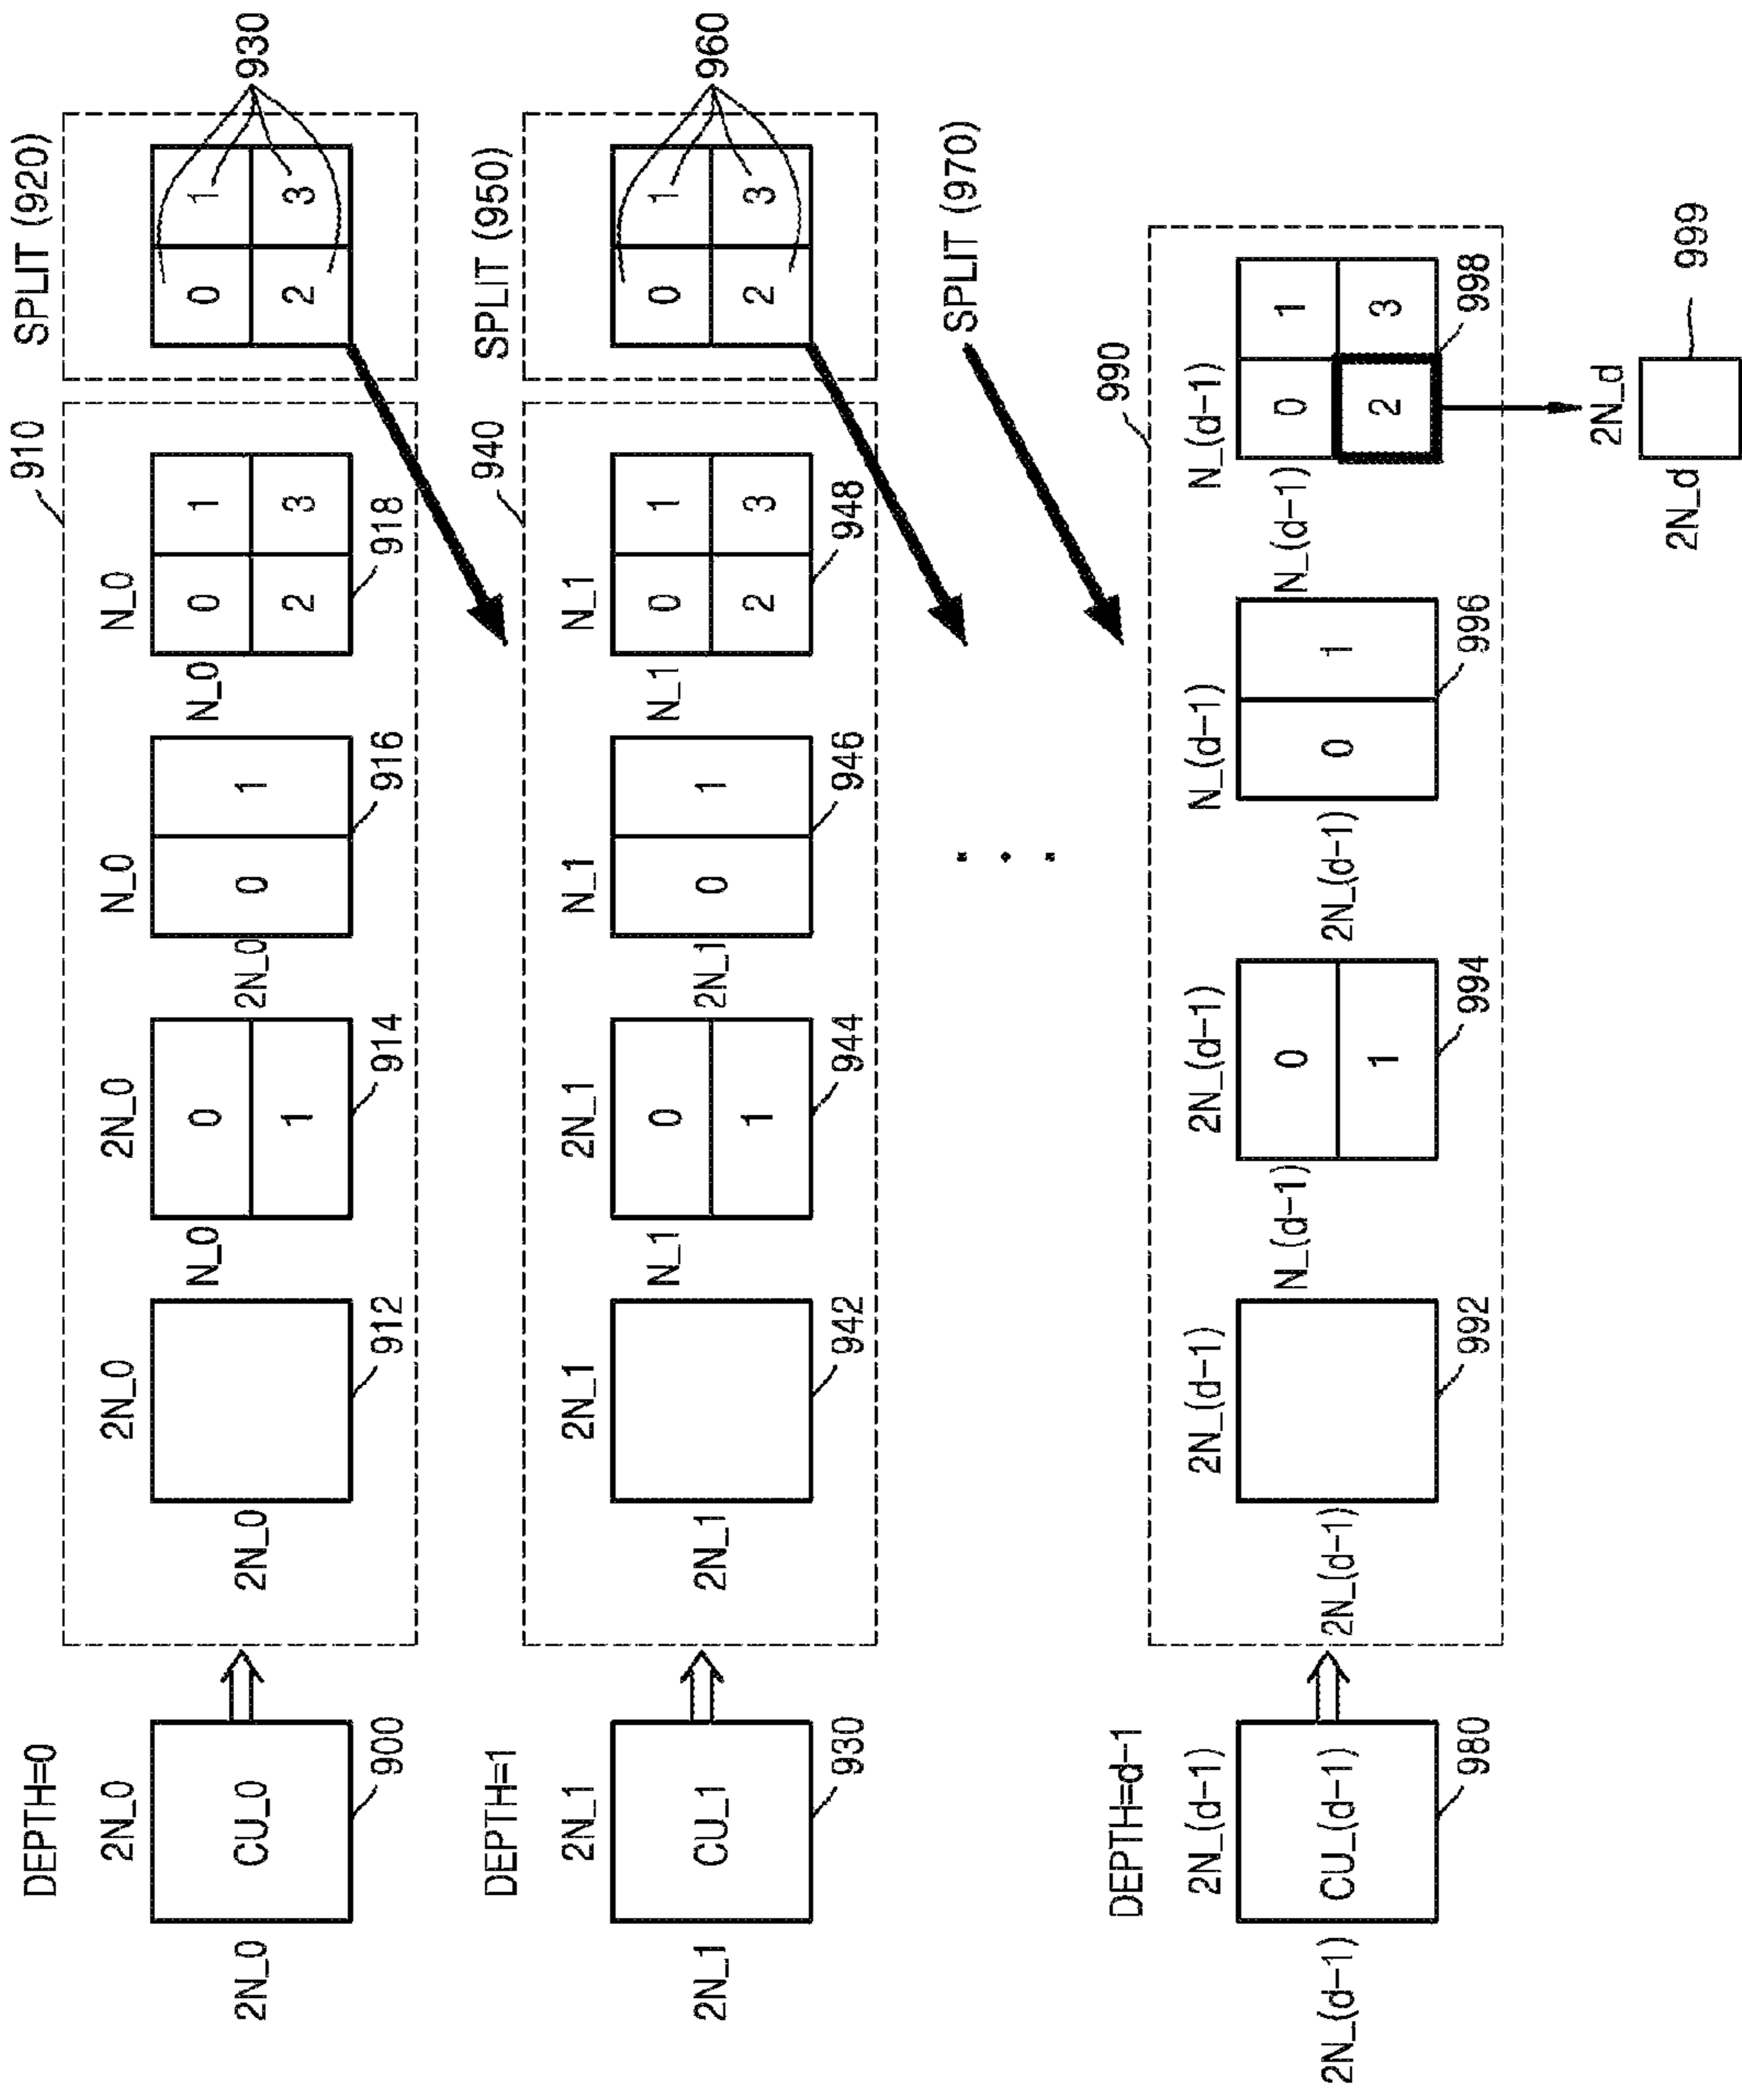 DEPTH=0
910
SPLIT (920)
2N_0
2N_0
2N_0
N_0
N_0
2N_0
CU_0
2N_0
N_0
0
1
2N_0
0
1
N_0
0
1
2
3
0
1
2
3
930
900
912
914
916
918
DEPTH=1
940
SPLIT (950)
2N_1
2N_1
2N_1
N_1
N_1
2N_1
CU_1
2N_1
N_1
0
1
2N_1
0
1
N_1
0
1
2
3
0
1
2
3
960
930
942
944
946
948
SPLIT (970)
DEPTH=d-1
990
2N_(d-1)
2N_(d-1)
2N_(d-1)
N_(d-1)
N_(d-1)
2N_(d-1)
CU_(d-1)
2N_(d-1)
N_(d-1)
0
1
2N_(d-1)
0
1
N_(d-1)
0
1
2
3
980
992
994
996
998
2N_d
2N_d
999